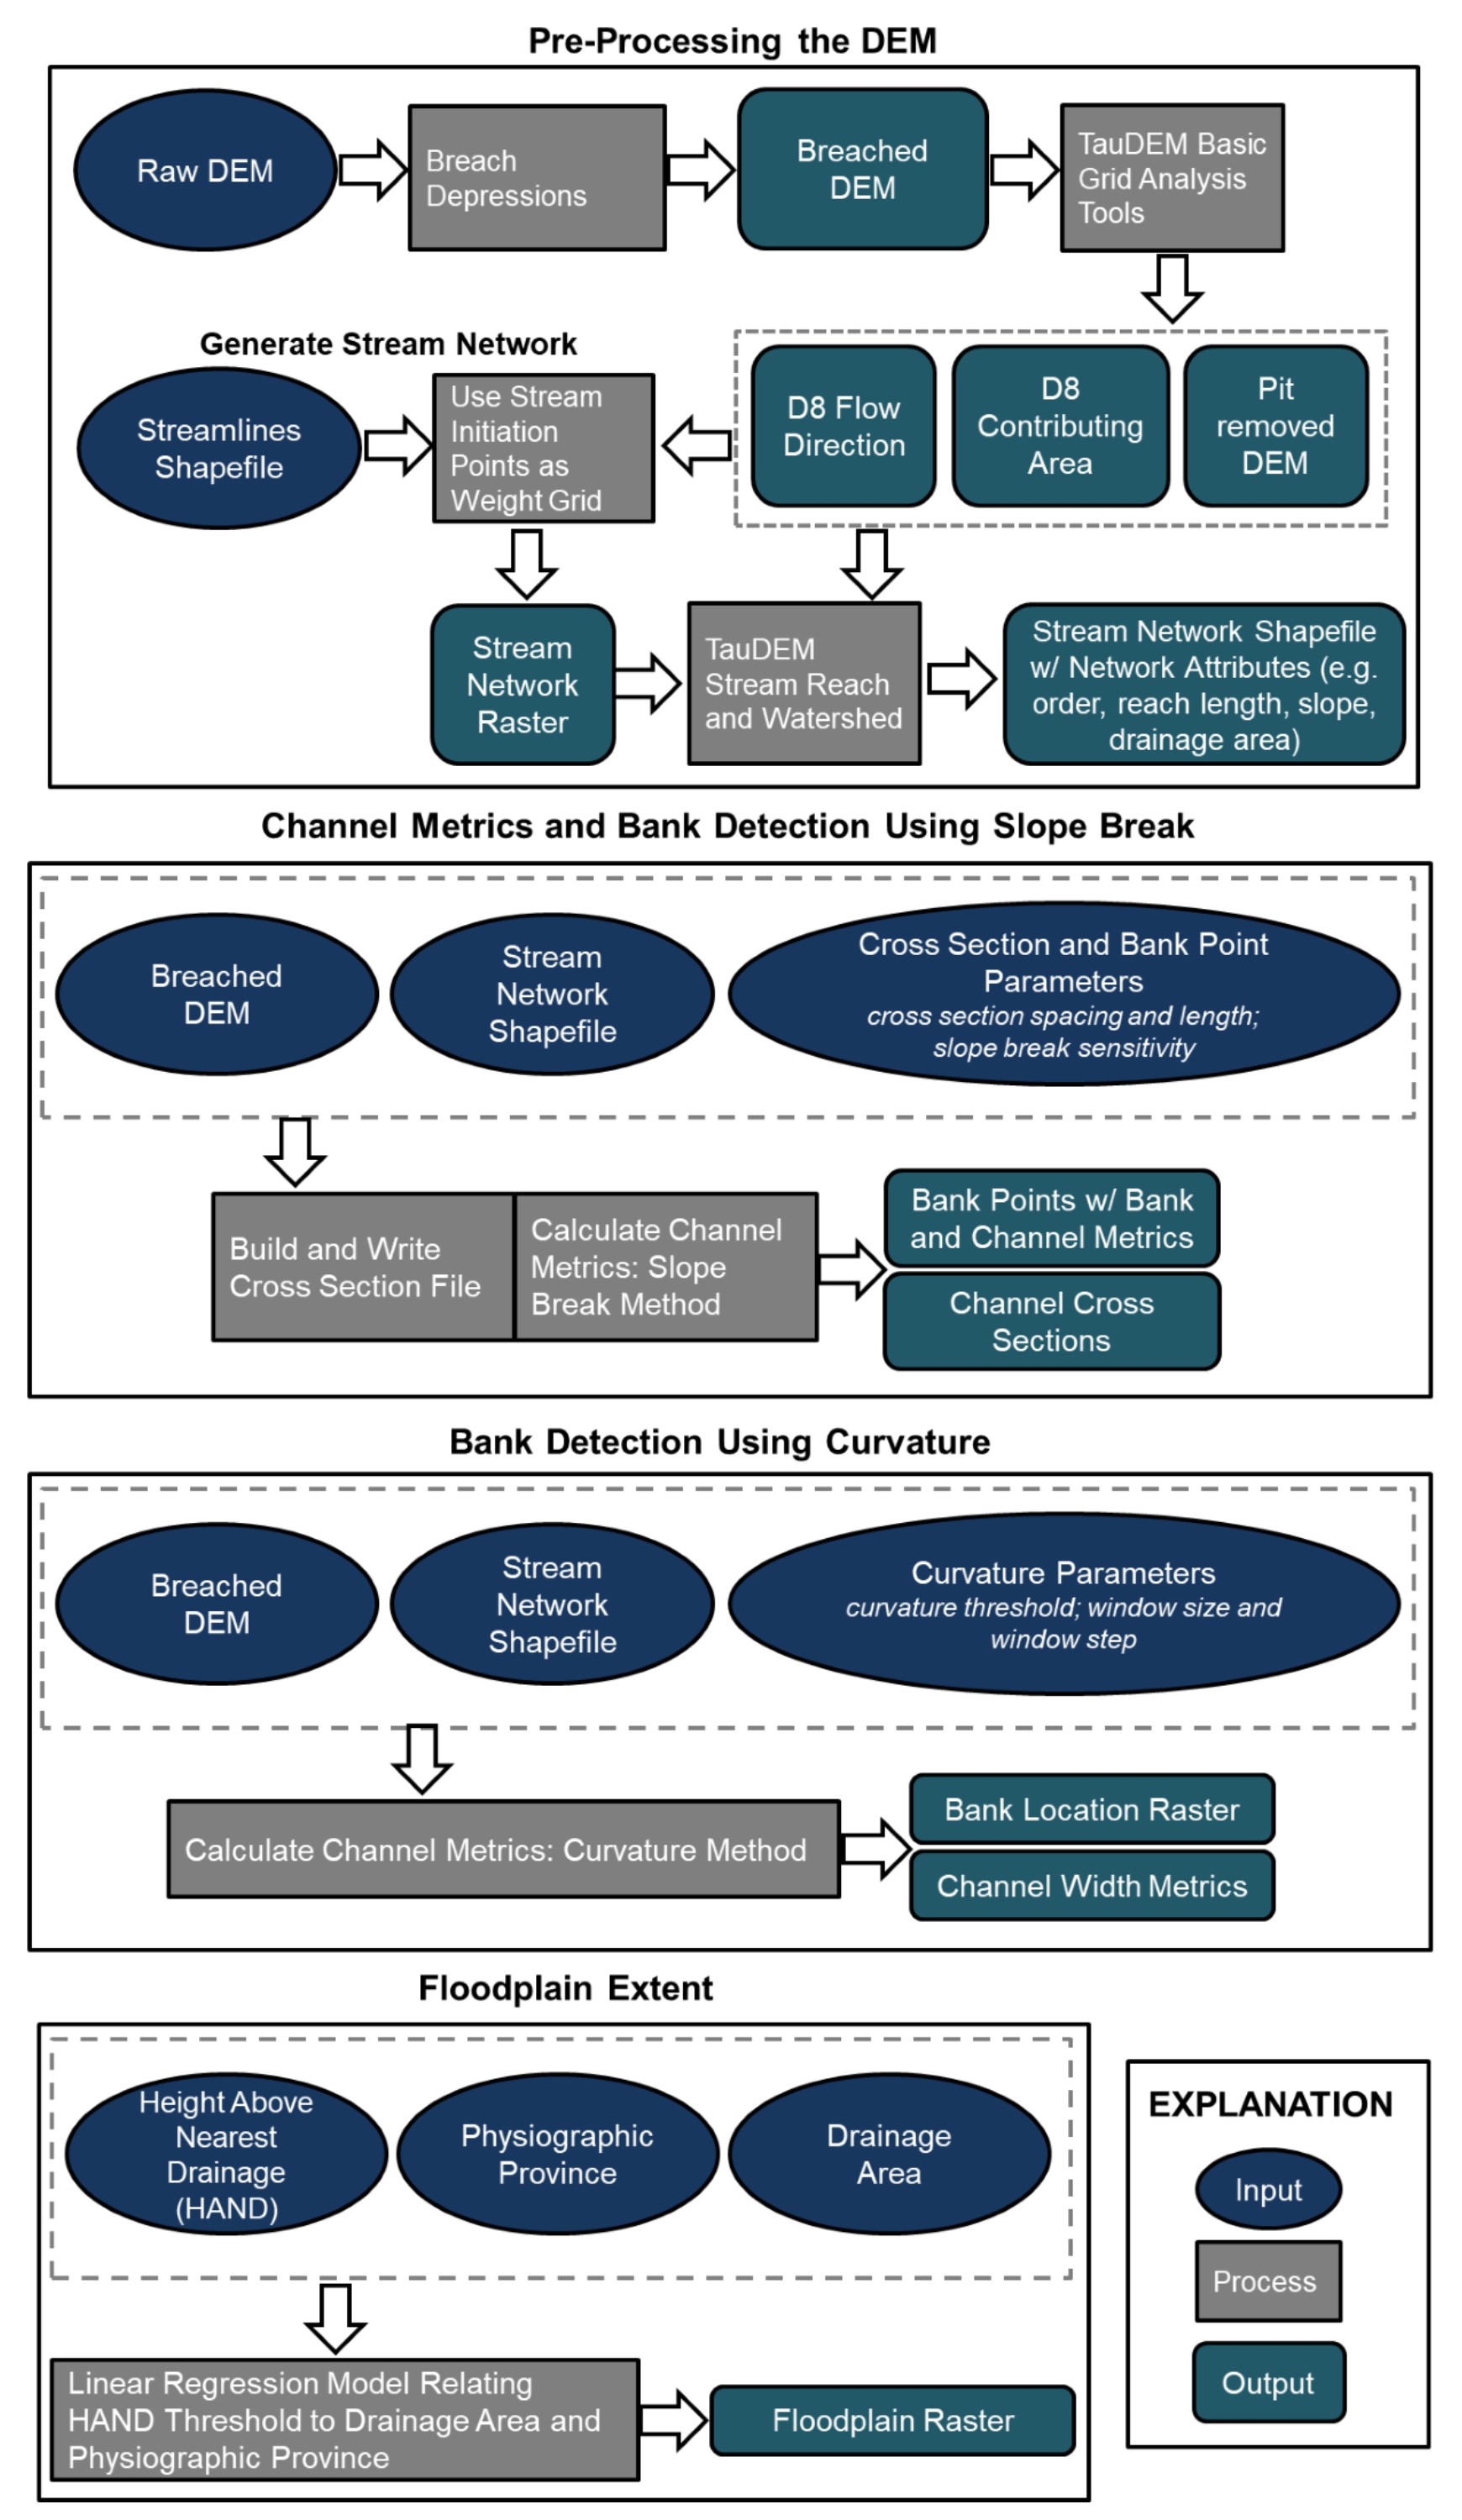 Pre-Processing the DEM
Raw DEM
Breach
Depressions
Breached
DEM
TauDEM Basic
Grid Analysis
Tools
Generate Stream Network
Streamlines
Shapefile
Use Stream
Initiation
Points as
Weight Grid
D8 Flow
Direction
D8
Contributing
Area
Pit
removed
DEM
Stream
Network
Raster
TauDEM
Stream Reach
and Watershed
Stream Network Shapefile
w/ Network Attributes (e.g.
order, reach length, slope,
drainage area)
Channel Metrics and Bank Detection Using Slope Break
Breached
DEM
Stream
Network
Shapefile
Cross Section and Bank Point
Parameters
cross section spacing and length;
slope break sensitivity
Build and Write
Cross Section File
Calculate Channel
Metrics: Slope
Break Method
Bank Points w/ Bank
and Channel Metrics
Channel Cross
Sections
Bank Detection Using Curvature
Breached
DEM
Stream
Network
Shapefile
Curvature Parameters
curvature threshold; window size and
window step
Calculate Channel Metrics: Curvature Method
Bank Location Raster
Channel Width Metrics
Floodplain Extent
Height Above
Nearest
Drainage
(HAND)
Physiographic
Province
Drainage
Area
Linear Regression Model Relating
HAND Threshold to Drainage Area and
Physiographic Province
Floodplain Raster
EXPLANATION
Input
Process
Output